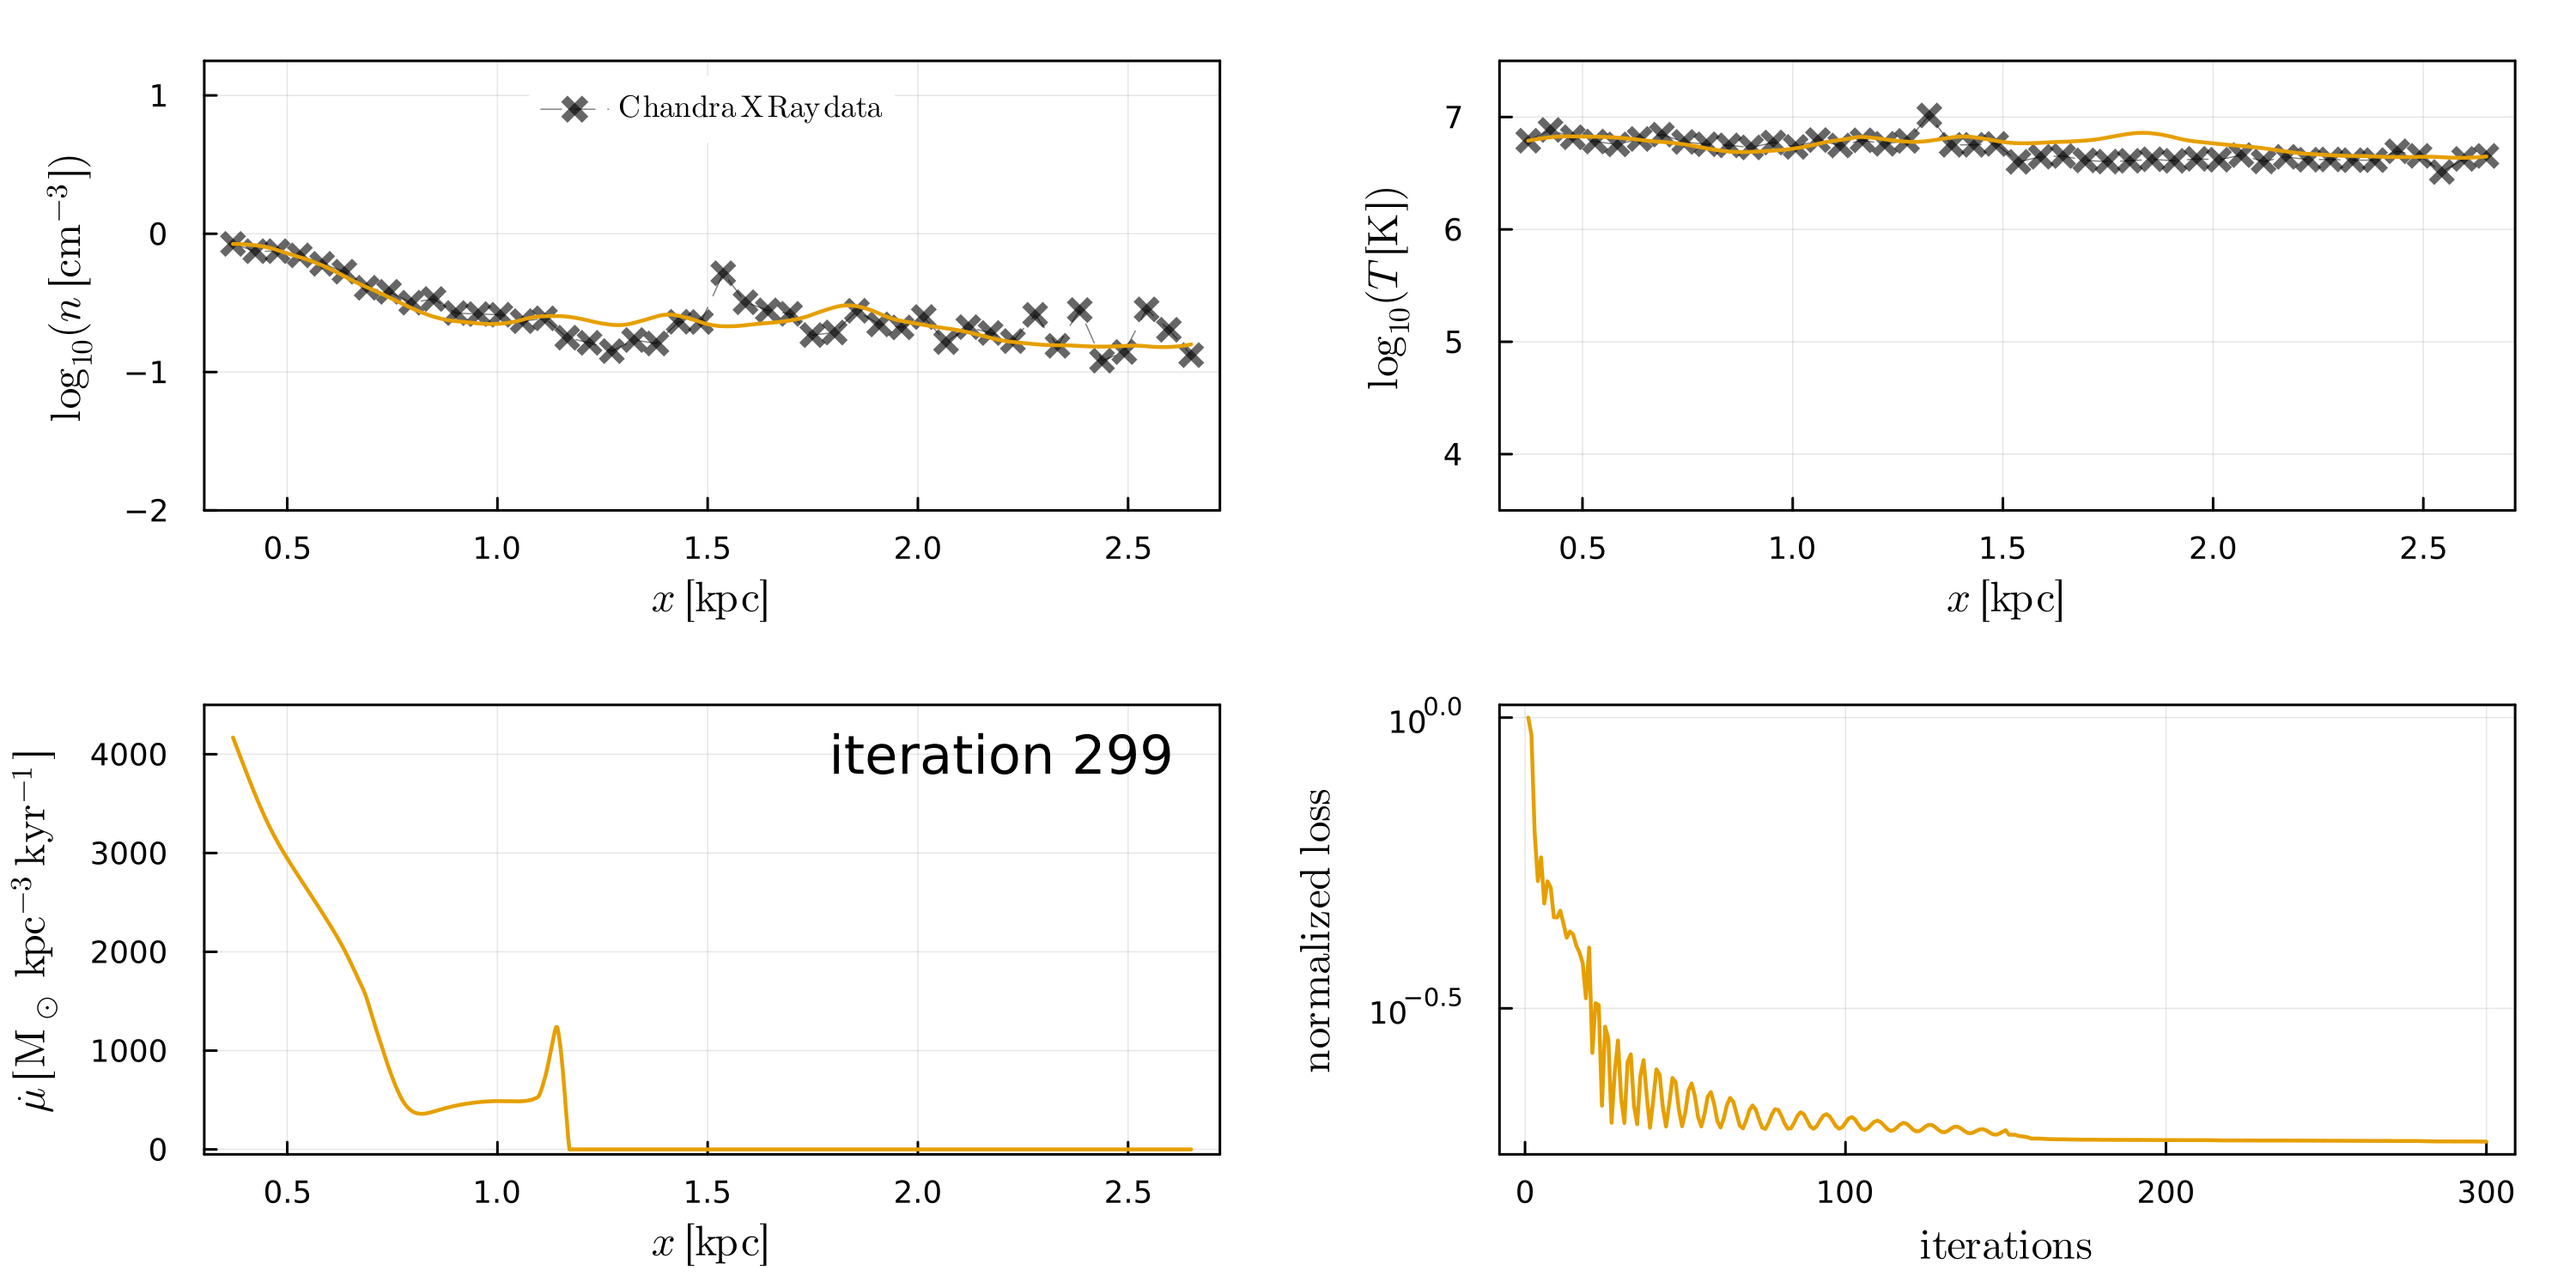 log₁₀(n [cm⁻³])
1
0
−1
−2
Chandra X Ray data
0.5 1.0 1.5 2.0 2.5
x [kpc]
log₁₀(T [K])
7
6
5
4
0.5 1.0 1.5 2.0 2.5
x [kpc]
μ̇ [M⊙ kpc⁻³ kyr⁻¹]
4000
3000
2000
1000
0
iteration 299
0.5 1.0 1.5 2.0 2.5
x [kpc]
normalized loss
10^0.0
10^−0.5
0 100 200 300
iterations